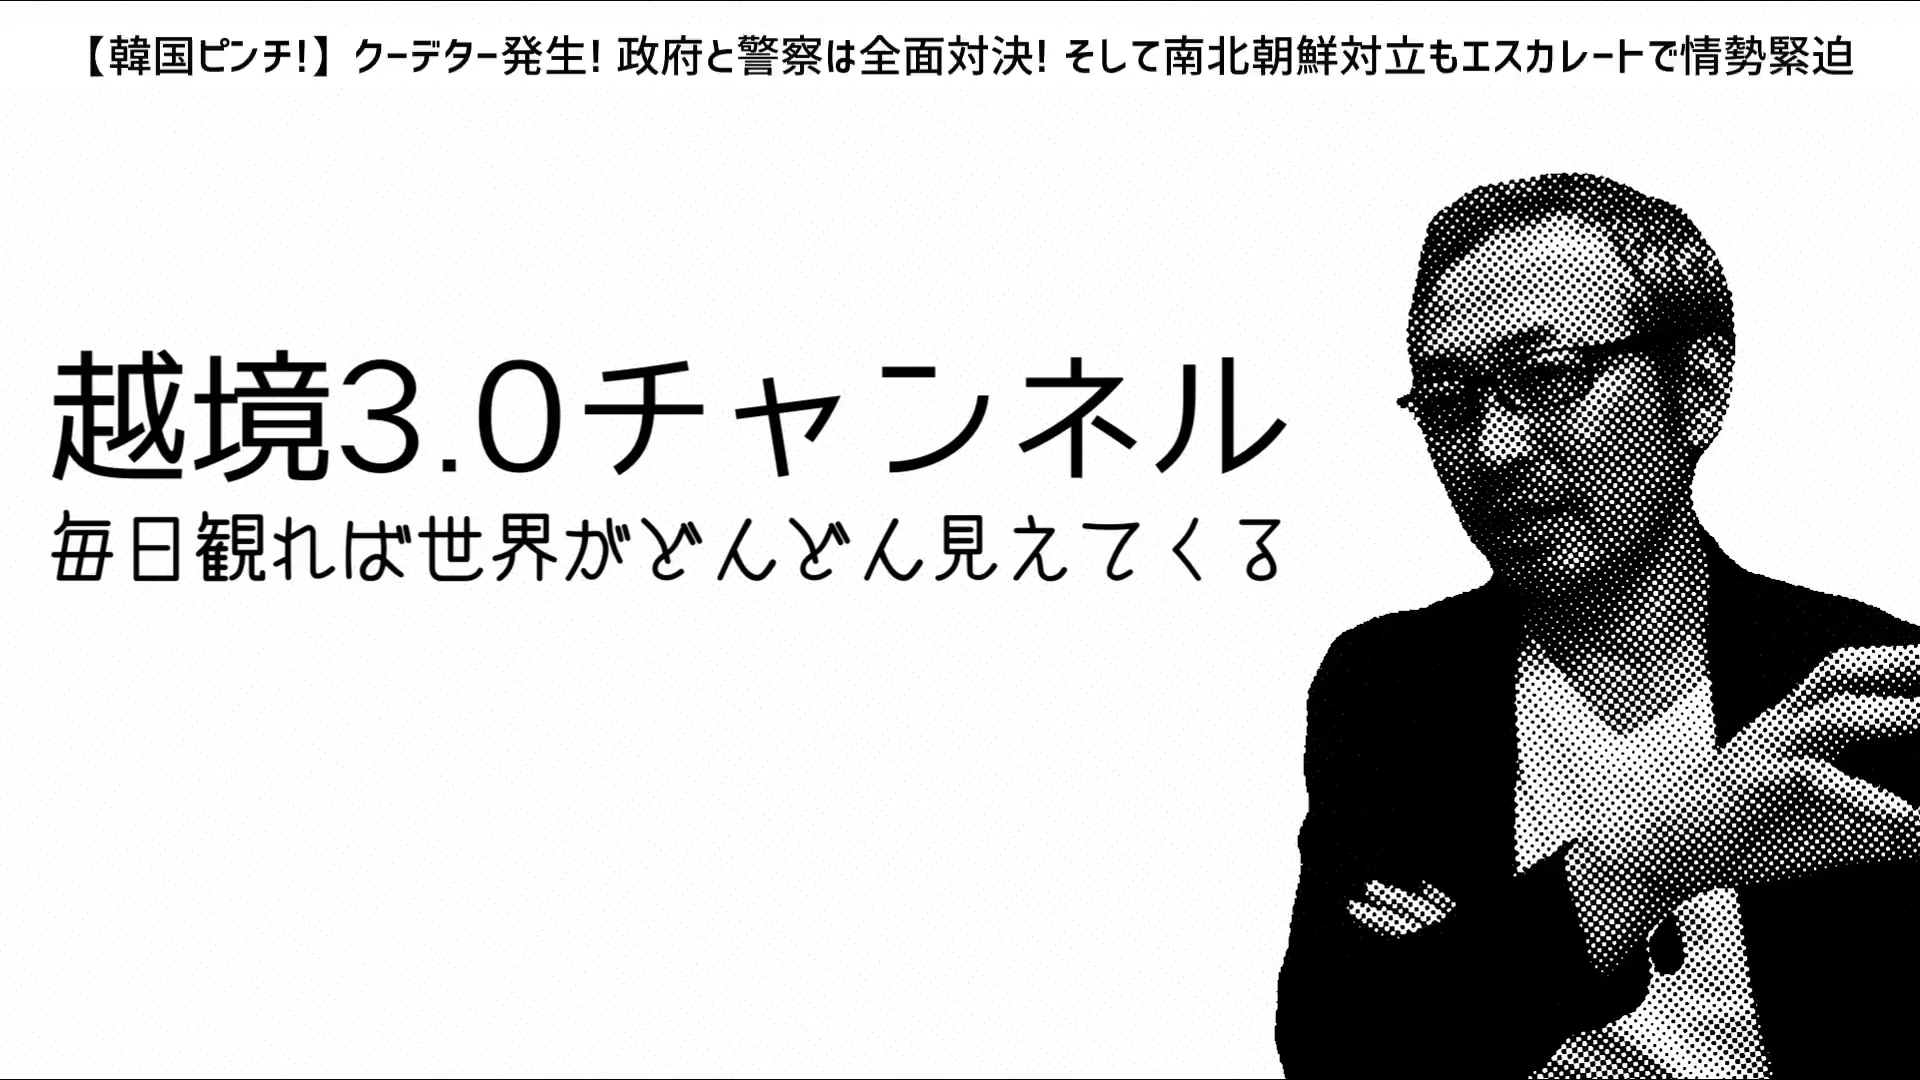 【韓国ピンチ!】クーデター発生! 政府と警察は全面対決! そして南北朝鮮対立もエスカレートで情勢緊迫
越境3.0チャンネル
毎日観れば世界がどんどん見えてくる